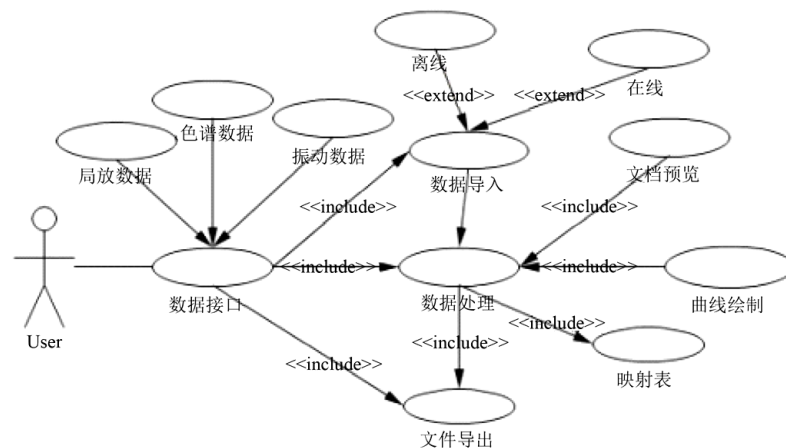 离线
在线
<<extend>>
<<extend>>
色谱数据
局放数据
振动数据
数据导入
文档预览
<<include>>
<<include>>
<<include>>
<<include>>
数据接口
数据处理
曲线绘制
User
<<include>>
<<include>>
<<include>>
映射表
文件导出